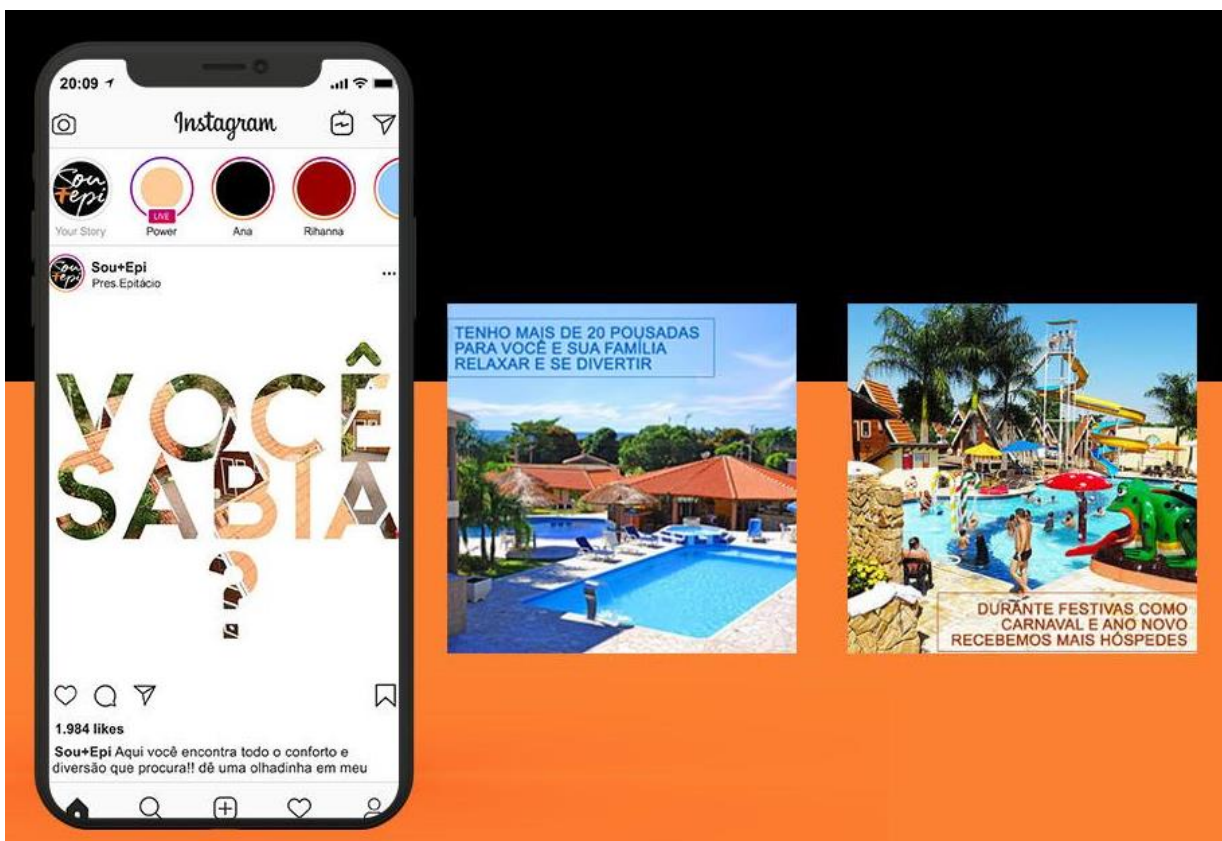 20:09
Instagram
Sou
+epi
Your Story
LIVE
Power
Ana
Rihanna
Sou
+epi
Sou+Epi
Pres.Epitácio
VOCÊ
SABIA
?
1.984 likes
Sou+Epi Aqui você encontra todo o conforto e
diversão que procura!! dê uma olhadinha em meu
TENHO MAIS DE 20 POUSADAS
PARA VOCÊ E SUA FAMÍLIA
RELAXAR E SE DIVERTIR
DURANTE FESTIVAS COMO
CARNAVAL E ANO NOVO
RECEBEMOS MAIS HÓSPEDES